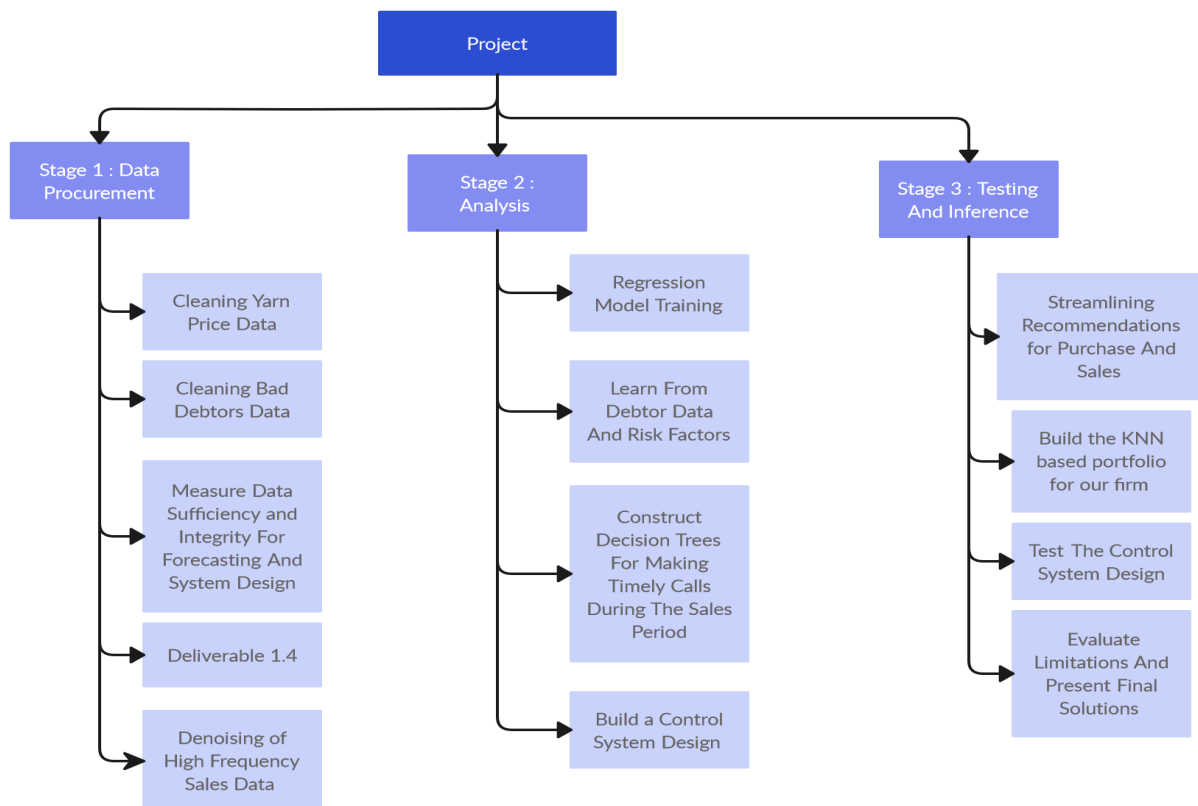 Project
Stage 1 : Data
Procurement
Cleaning Yarn
Price Data
Cleaning Bad
Debtors Data
Measure Data
Sufficiency and
Integrity For
Forecasting And
System Design
Deliverable 1.4
Denoising of
High Frequency
Sales Data
Stage 2 :
Analysis
Regression
Model Training
Learn From
Debtor Data
And Risk Factors
Construct
Decision Trees
For Making
Timely Calls
During The Sales
Period
Build a Control
System Design
Stage 3 : Testing
And Inference
Streamlining
Recommendations
for Purchase And
Sales
Build the KNN
based portfolio
for our firm
Test The Control
System Design
Evaluate
Limitations And
Present Final
Solutions